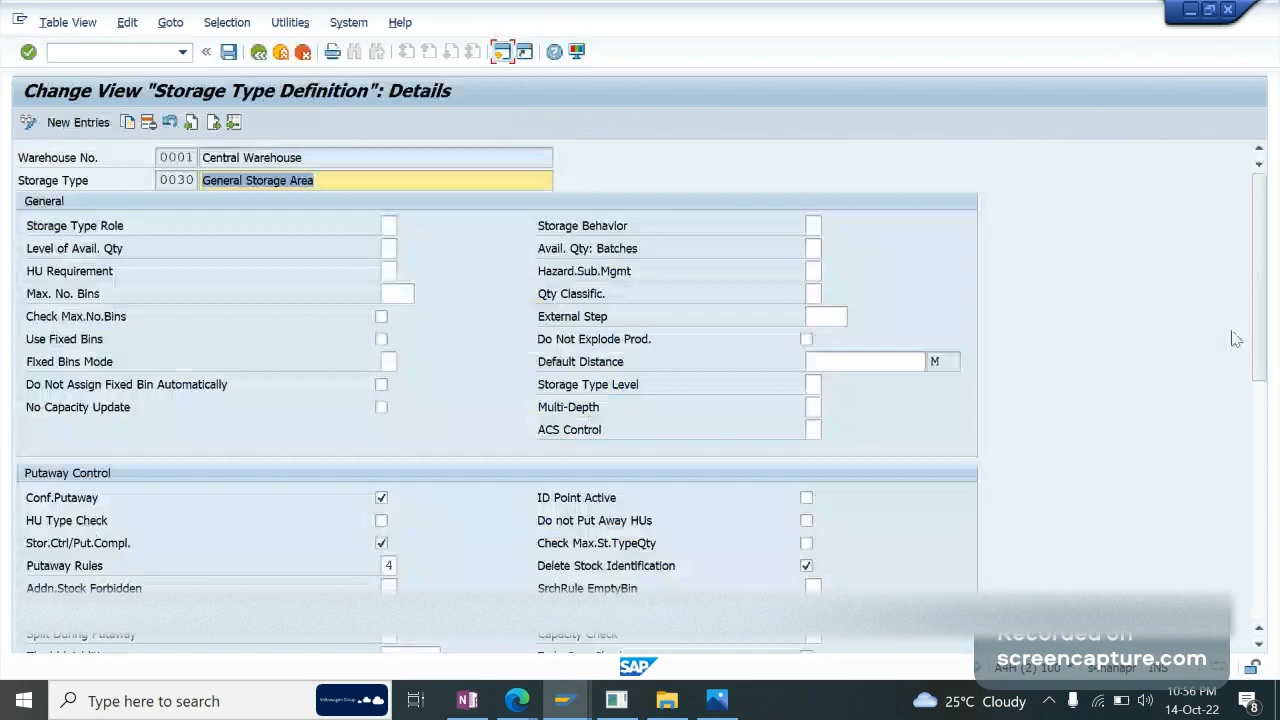 Table View Edit Goto Selection Utilities System Help
Change View "Storage Type Definition": Details
New Entries
Warehouse No. 0001 Central Warehouse
Storage Type 0030 General Storage Area
General
Storage Type Role Storage Behavior
Level of Avail. Qty Avail. Qty: Batches
HU Requirement Hazard.Sub.Mgmt
Max. No. Bins Qty Classific.
Check Max.No.Bins External Step
Use Fixed Bins Do Not Explode Prod.
Fixed Bins Mode Default Distance M
Do Not Assign Fixed Bin Automatically Storage Type Level
No Capacity Update Multi-Depth
ACS Control
Putaway Control
Conf.Putaway ID Point Active
HU Type Check Do not Put Away HUs
Stor.Ctrl/Put.Compl. Check Max.St.TypeQty
Putaway Rules 4 Delete Stock Identification
Addn.Stock Forbidden SrchRule EmptyBin
Split During Putaway Capacity Check
Recorded on
screencapture.com
SAP
INS
Type here to search
25°C Cloudy
10:56 PM
14-Oct-22
8